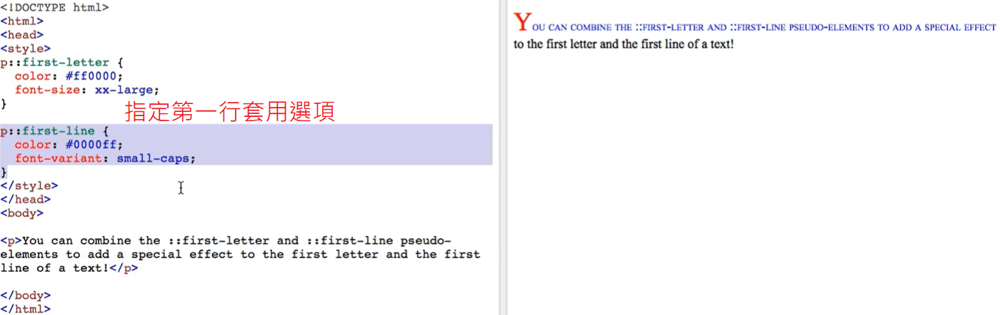 <!DOCTYPE html>
<html>
<head>
<style>
p::first-letter {
  color: #ff0000;
  font-size: xx-large;
}
指定第一行套用選項
p::first-line {
  color: #0000ff;
  font-variant: small-caps;
}
</style>
</head>
<body>
<p>You can combine the ::first-letter and ::first-line pseudo-
elements to add a special effect to the first letter and the first
line of a text!</p>
</body>
</html>
YOU CAN COMBINE THE ::FIRST-LETTER AND ::FIRST-LINE PSEUDO-ELEMENTS TO ADD A SPECIAL EFFECT
to the first letter and the first line of a text!